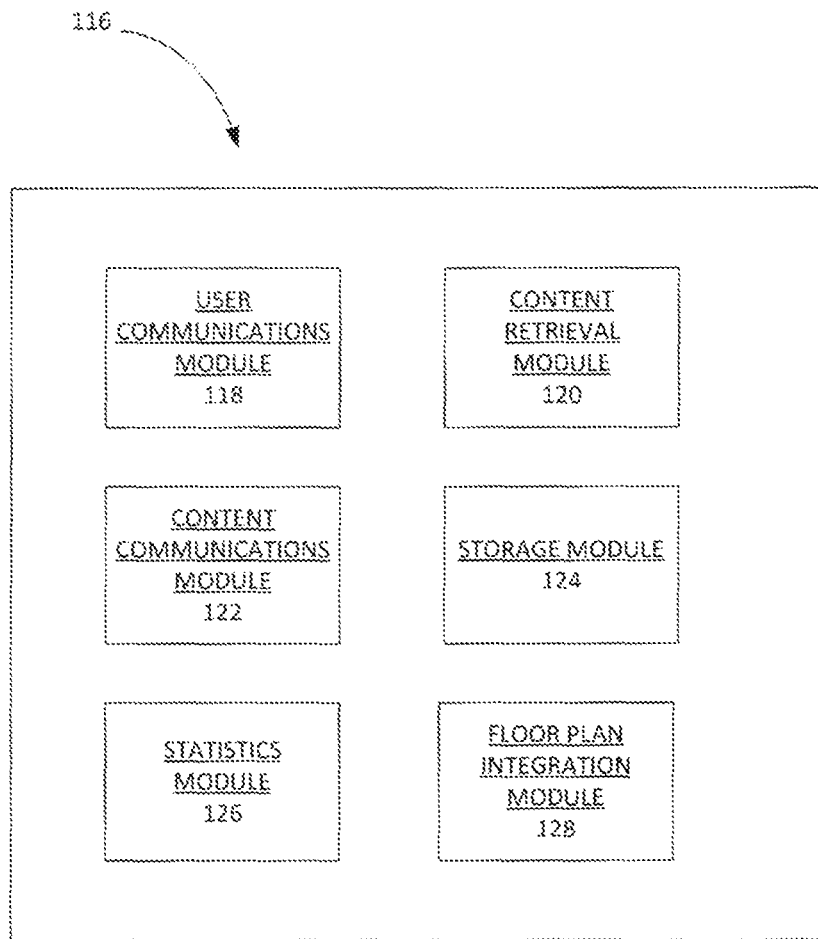 116
USER
COMMUNICATIONS
MODULE
118
CONTENT
RETRIEVAL
MODULE
120
CONTENT
COMMUNICATIONS
MODULE
122
STORAGE MODULE
124
STATISTICS
MODULE
126
FLOOR PLAN
INTEGRATION
MODULE
128